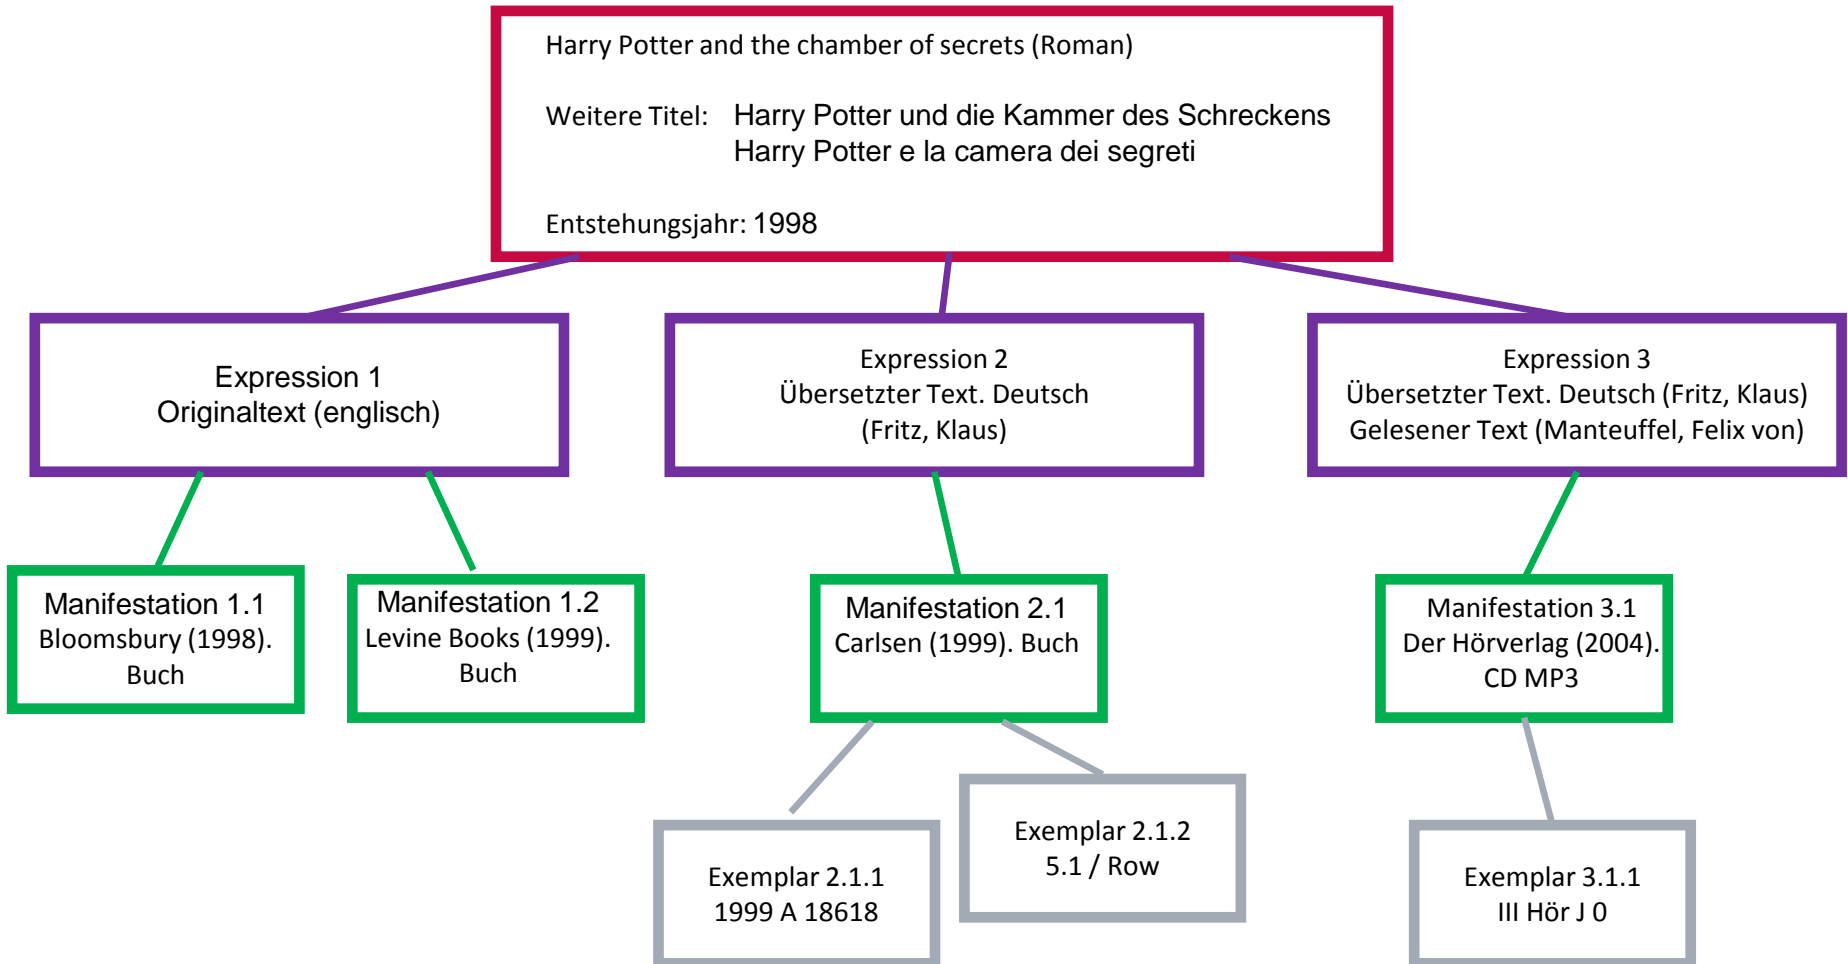 Harry Potter and the chamber of secrets (Roman)
Weitere Titel: Harry Potter und die Kammer des Schreckens
Harry Potter e la camera dei segreti
Entstehungsjahr: 1998
Expression 1
Originaltext (englisch)
Expression 2
Übersetzter Text. Deutsch
(Fritz, Klaus)
Expression 3
Übersetzter Text. Deutsch (Fritz, Klaus)
Gelesener Text (Manteuffel, Felix von)
Manifestation 1.1
Bloomsbury (1998).
Buch
Manifestation 1.2
Levine Books (1999).
Buch
Manifestation 2.1
Carlsen (1999). Buch
Manifestation 3.1
Der Hörverlag (2004).
CD MP3
Exemplar 2.1.1
1999 A 18618
Exemplar 2.1.2
5.1 / Row
Exemplar 3.1.1
III Hör J 0